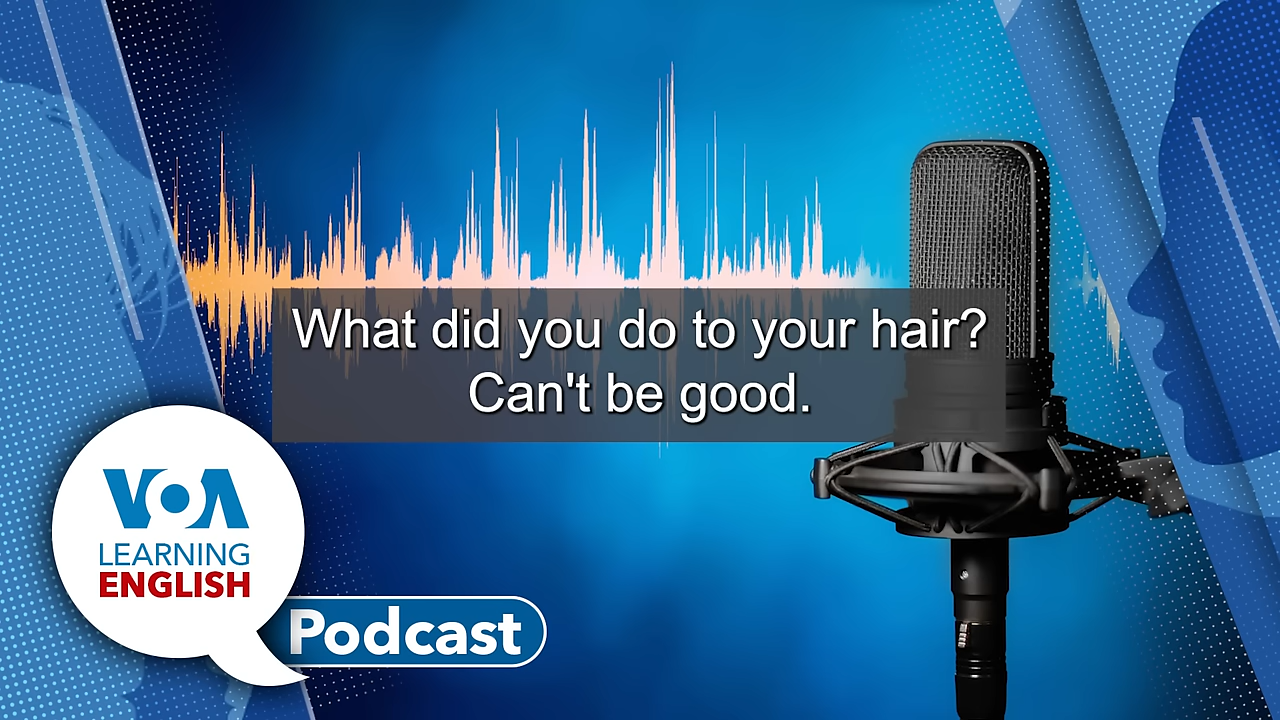 What did you do to your hair?
Can't be good.
VOA
LEARNING
ENGLISH
Podcast